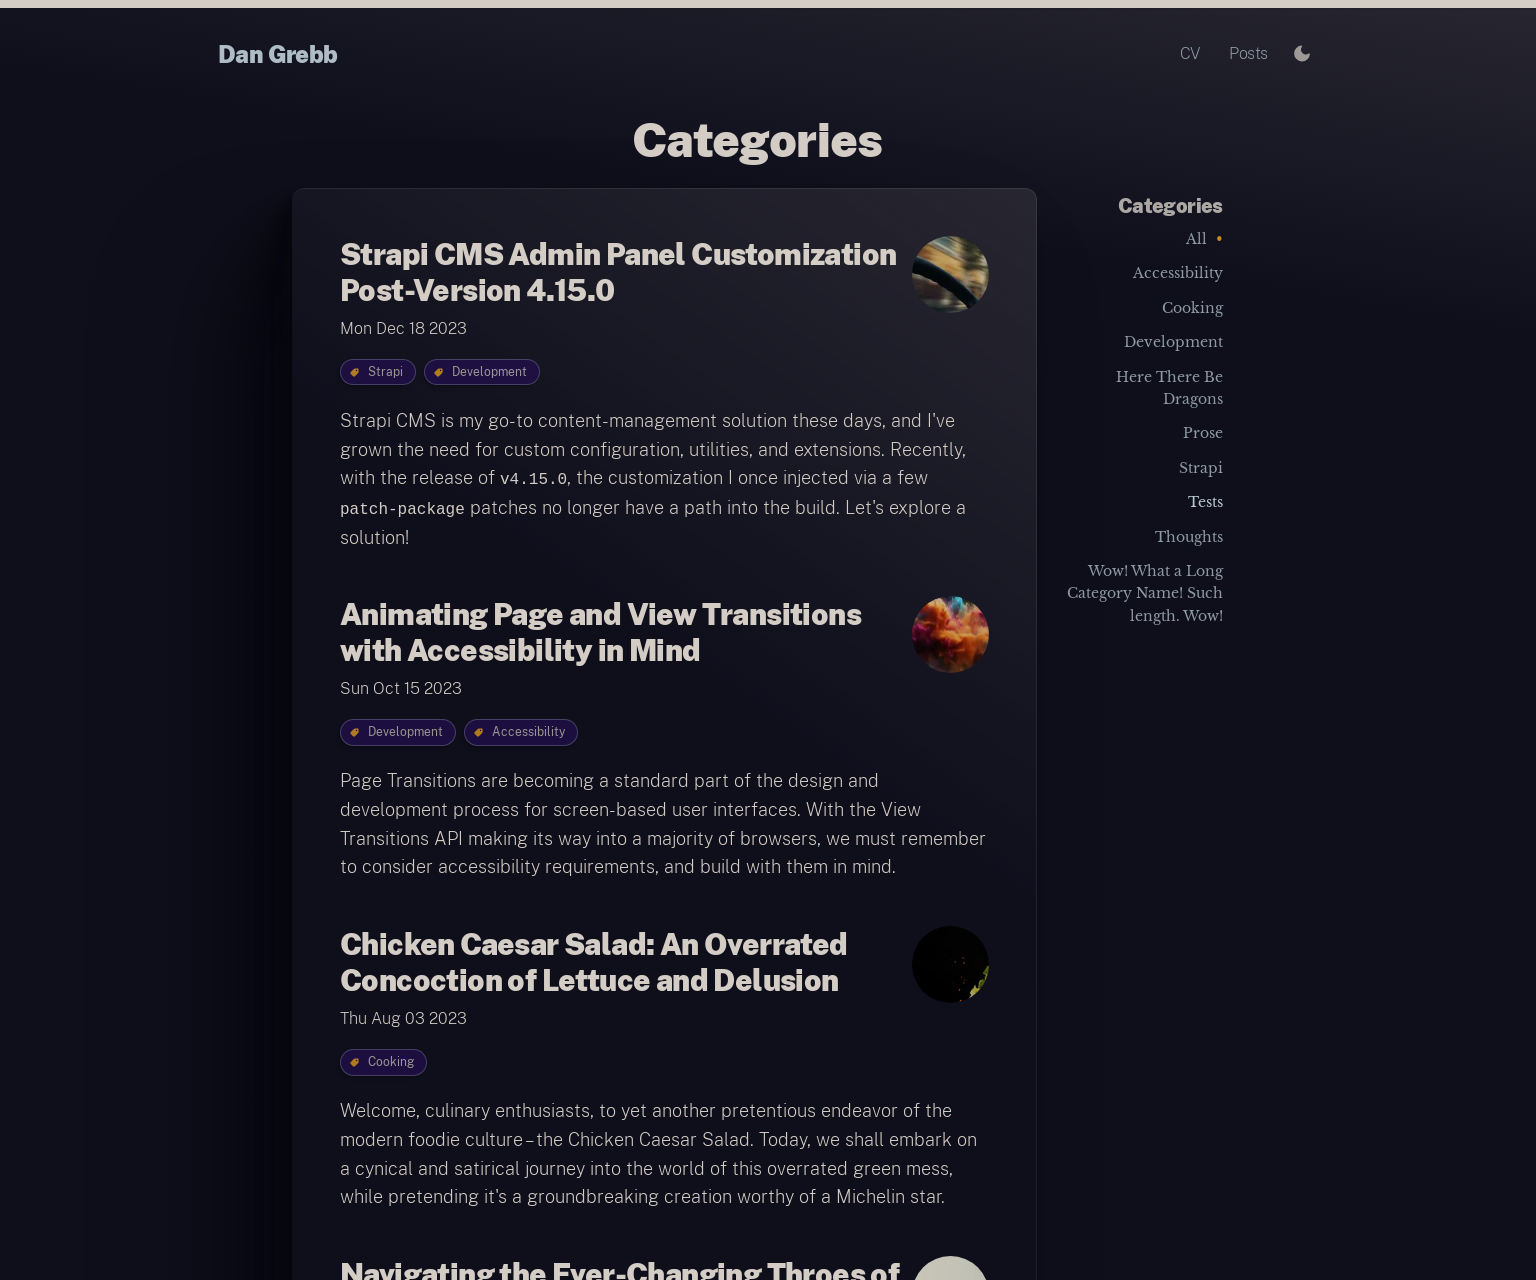 Dan Grebb
CV
Posts
Categories
Strapi CMS Admin Panel Customization
Post-Version 4.15.0
Mon Dec 18 2023
Strapi
Development
Strapi CMS is my go-to content-management solution these days, and I've
grown the need for custom configuration, utilities, and extensions. Recently,
with the release of v4.15.0, the customization I once injected via a few
patch-package patches no longer have a path into the build. Let's explore a
solution!
Animating Page and View Transitions
with Accessibility in Mind
Sun Oct 15 2023
Development
Accessibility
Page Transitions are becoming a standard part of the design and
development process for screen-based user interfaces. With the View
Transitions API making its way into a majority of browsers, we must remember
to consider accessibility requirements, and build with them in mind.
Chicken Caesar Salad: An Overrated
Concoction of Lettuce and Delusion
Thu Aug 03 2023
Cooking
Welcome, culinary enthusiasts, to yet another pretentious endeavor of the
modern foodie culture – the Chicken Caesar Salad. Today, we shall embark on
a cynical and satirical journey into the world of this overrated green mess,
while pretending it's a groundbreaking creation worthy of a Michelin star.
Navigating the Ever-Changing Throes of
Categories
All •
Accessibility
Cooking
Development
Here There Be
Dragons
Prose
Strapi
Tests
Thoughts
Wow! What a Long
Category Name! Such
length. Wow!